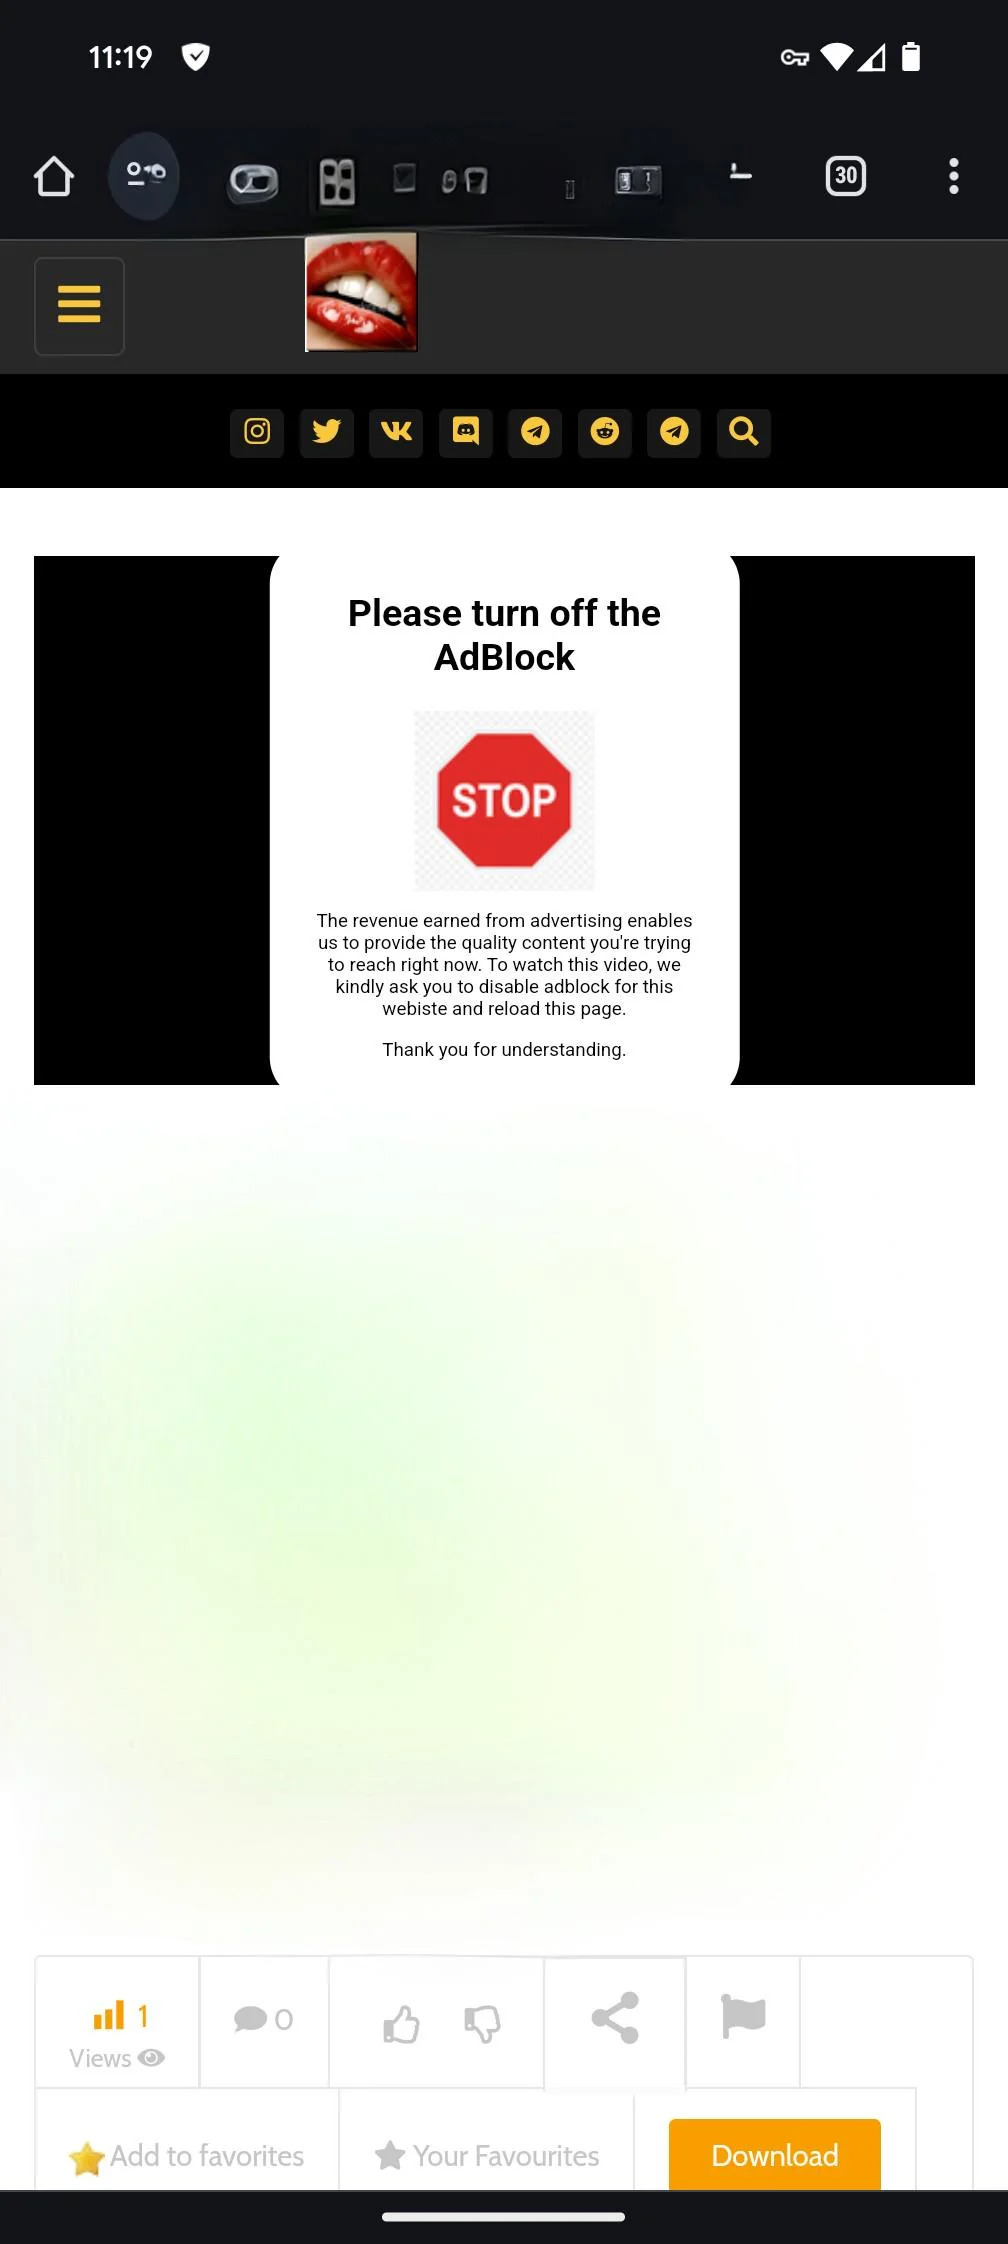 11:19
30
Please turn off the
AdBlock
STOP
The revenue earned from advertising enables
us to provide the quality content you're trying
to reach right now. To watch this video, we
kindly ask you to disable adblock for this
webiste and reload this page.
Thank you for understanding.
1
0
Views
Add to favorites
Your Favourites
Download